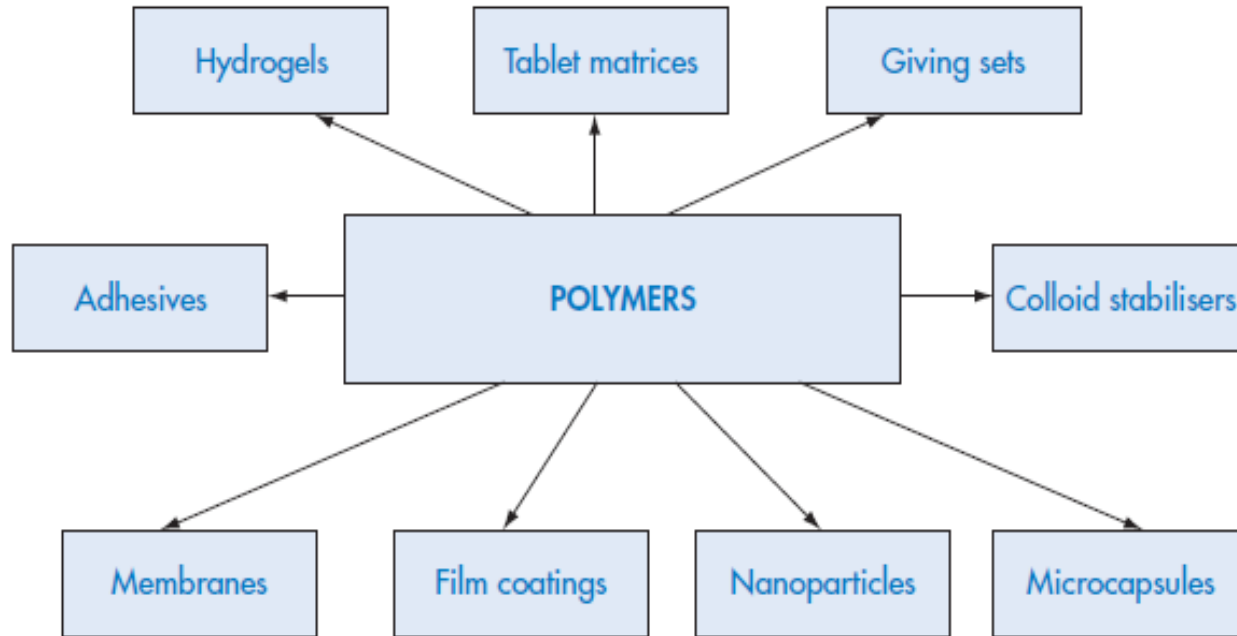 Hydrogels
Tablet matrices
Giving sets
Adhesives
POLYMERS
Colloid stabilisers
Membranes
Film coatings
Nanoparticles
Microcapsules